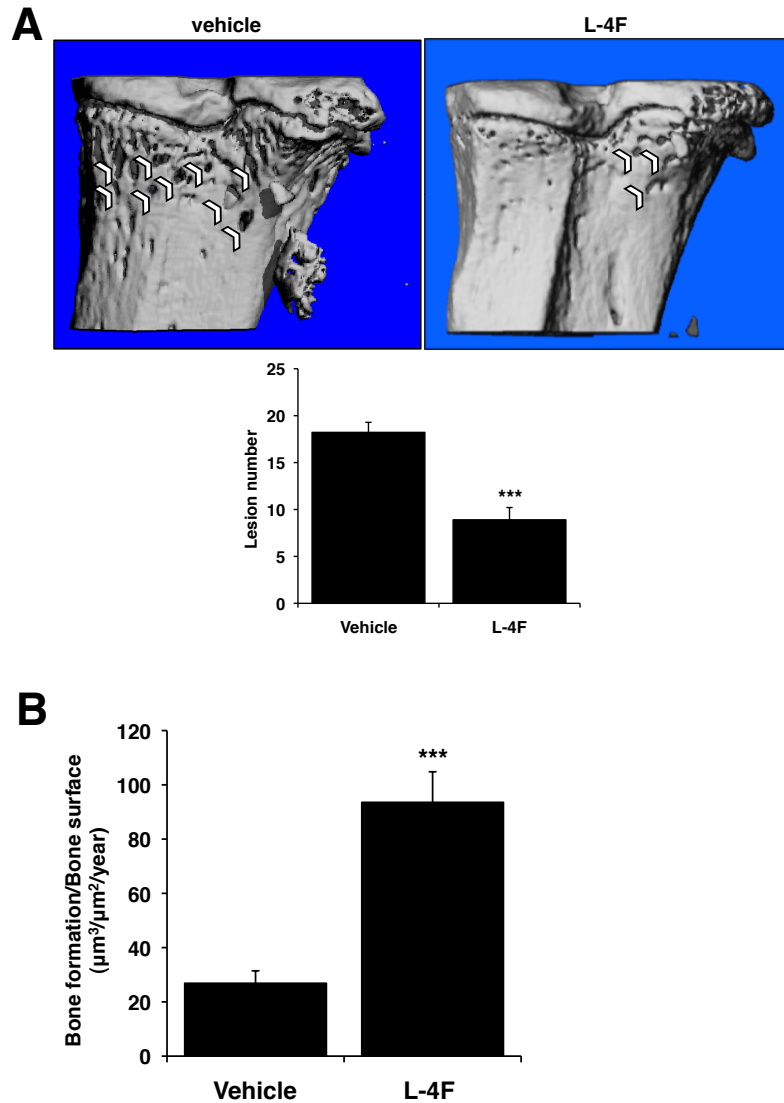 A
vehicle
L-4F
25
20
15
10
5
0
Lesion number
***
Vehicle
L-4F
B
120
100
80
60
40
20
0
Bone formation/Bone surface
(µm³/µm²/year)
***
Vehicle
L-4F